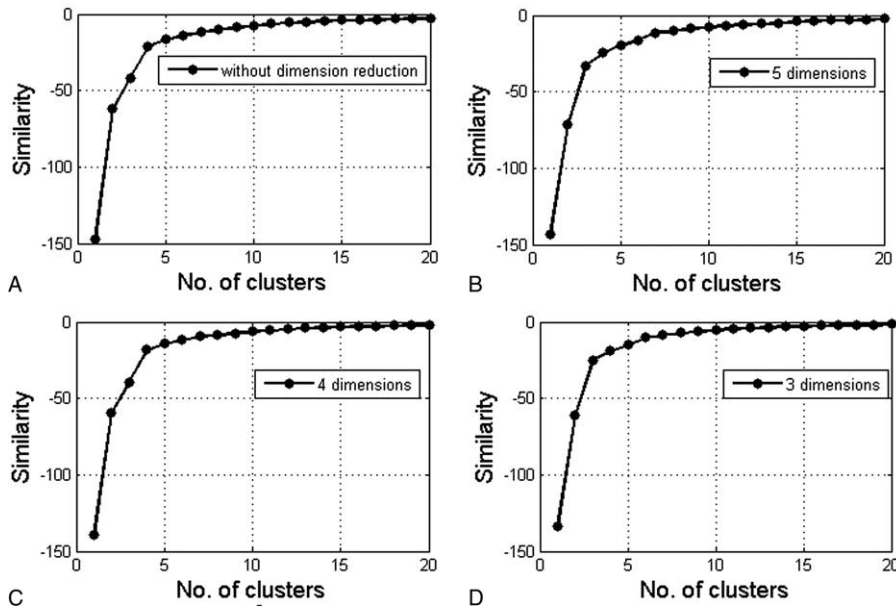 0
-50
-100
-150
Similarity
without dimension reduction
0 5 10 15 20
No. of clusters
A
0
-50
-100
-150
Similarity
5 dimensions
0 5 10 15 20
No. of clusters
B
0
-50
-100
-150
Similarity
4 dimensions
0 5 10 15 20
No. of clusters
C
0
-50
-100
-150
Similarity
3 dimensions
0 5 10 15 20
No. of clusters
D